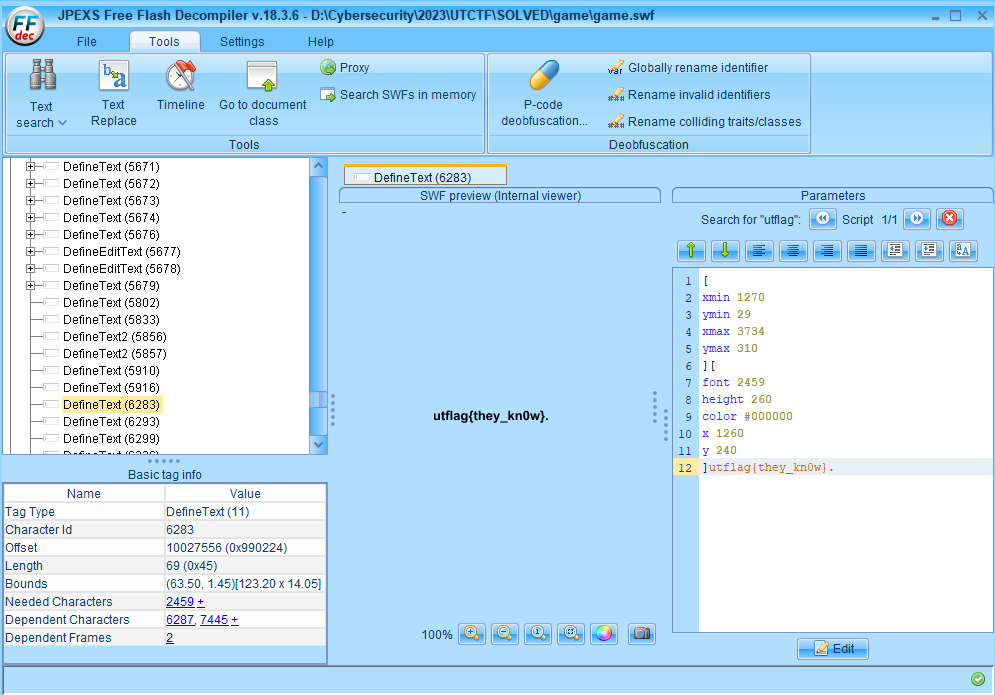 JPEXS Free Flash Decompiler v.18.3.6 - D:\Cybersecurity\2023\UTCTF\SOLVED\game\game.swf
FF
dec
File Tools Settings Help
Text search
Text Replace
Timeline
Go to document class
Proxy
Search SWFs in memory
Tools
P-code deobfuscation...
Globally rename identifier
Rename invalid identifiers
Rename colliding traits/classes
Deobfuscation
DefineText (5671)
DefineText (5672)
DefineText (5673)
DefineText (5674)
DefineText (5676)
DefineEditText (5677)
DefineEditText (5678)
DefineText (5679)
DefineText (5802)
DefineText (5833)
DefineText2 (5856)
DefineText2 (5857)
DefineText (5910)
DefineText (5916)
DefineText (6283)
DefineText (6293)
DefineText (6299)
Basic tag info
Name Value
Tag Type DefineText (11)
Character Id 6283
Offset 10027556 (0x990224)
Length 69 (0x45)
Bounds (63.50, 1.45)[123.20 x 14.05]
Needed Characters 2459 +
Dependent Characters 6287, 7445 +
Dependent Frames 2
DefineText (6283)
SWF preview (Internal viewer)
-
utflag{they_kn0w}.
100%
Parameters
Search for "utflag": Script 1/1
1 [
2 xmin 1270
3 ymin 29
4 xmax 3734
5 ymax 310
6 ][
7 font 2459
8 height 260
9 color #000000
10 x 1260
11 y 240
12 ]utflag{they_kn0w}.
Edit